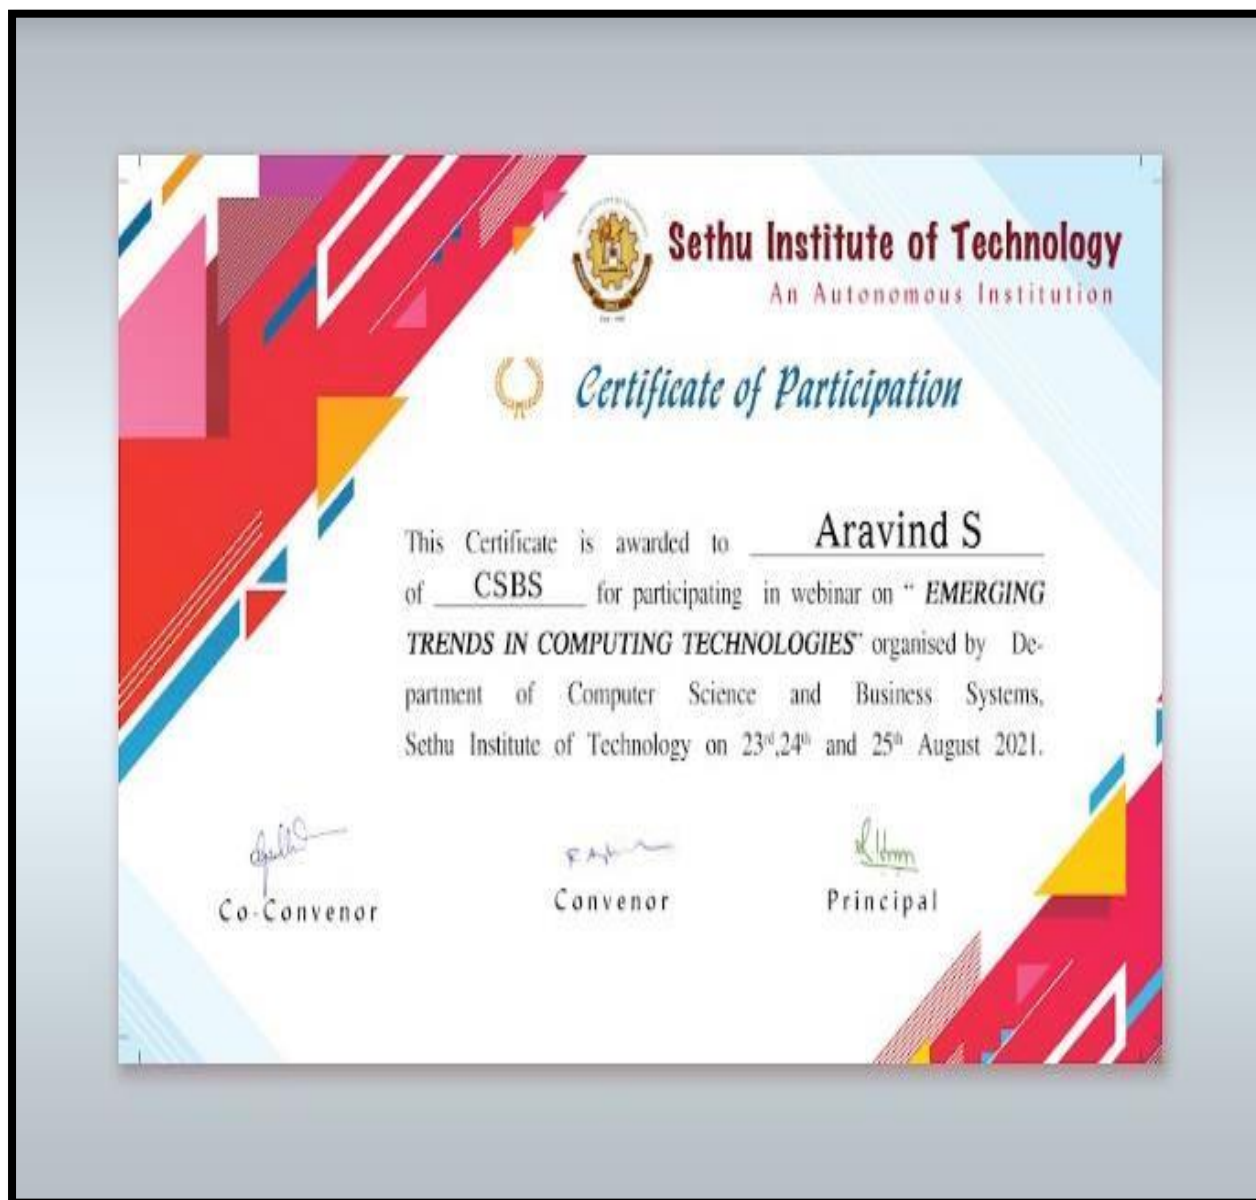 Sethu Institute of Technology
An Autonomous Institution
Certificate of Participation
This Certificate is awarded to Aravind S
of CSBS for participating in webinar on “ EMERGING
TRENDS IN COMPUTING TECHNOLOGIES” organised by De-
partment of Computer Science and Business Systems,
Sethu Institute of Technology on 23rd,24th and 25th August 2021.
Co-Convenor
Convenor
Principal